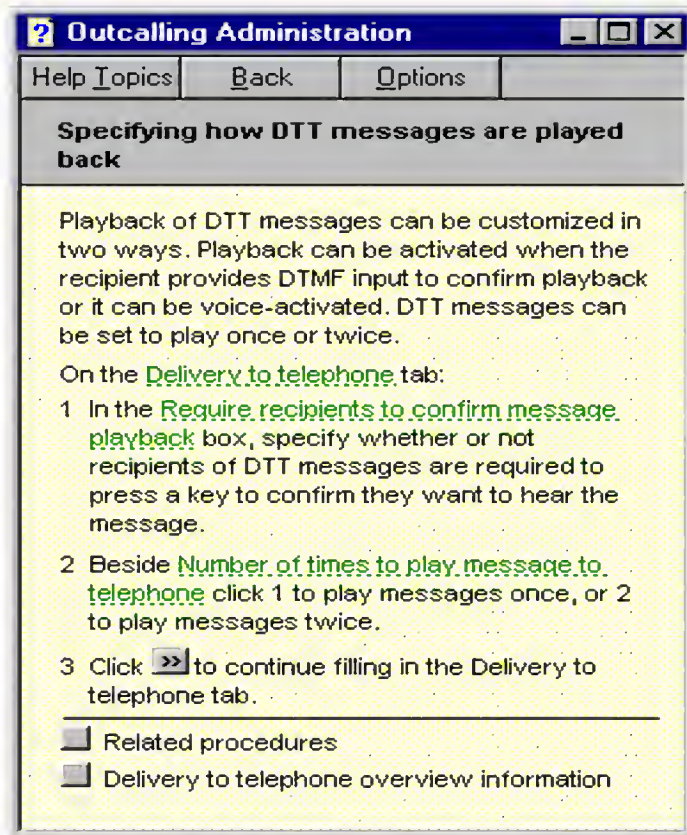 Outcalling Administration
Help Topics Back Options
Specifying how DTT messages are played
back
Playback of DTT messages can be customized in
two ways. Playback can be activated when the
recipient provides DTMF input to confirm playback
or it can be voice-activated. DTT messages can
be set to play once or twice.
On the Delivery to telephone tab:
1 In the Require recipients to confirm message
playback box, specify whether or not
recipients of DTT messages are required to
press a key to confirm they want to hear the
message.
2 Beside Number of times to play message to
telephone click 1 to play messages once, or 2
to play messages twice.
3 Click >> to continue filling in the Delivery to
telephone tab.
Related procedures
Delivery to telephone overview information